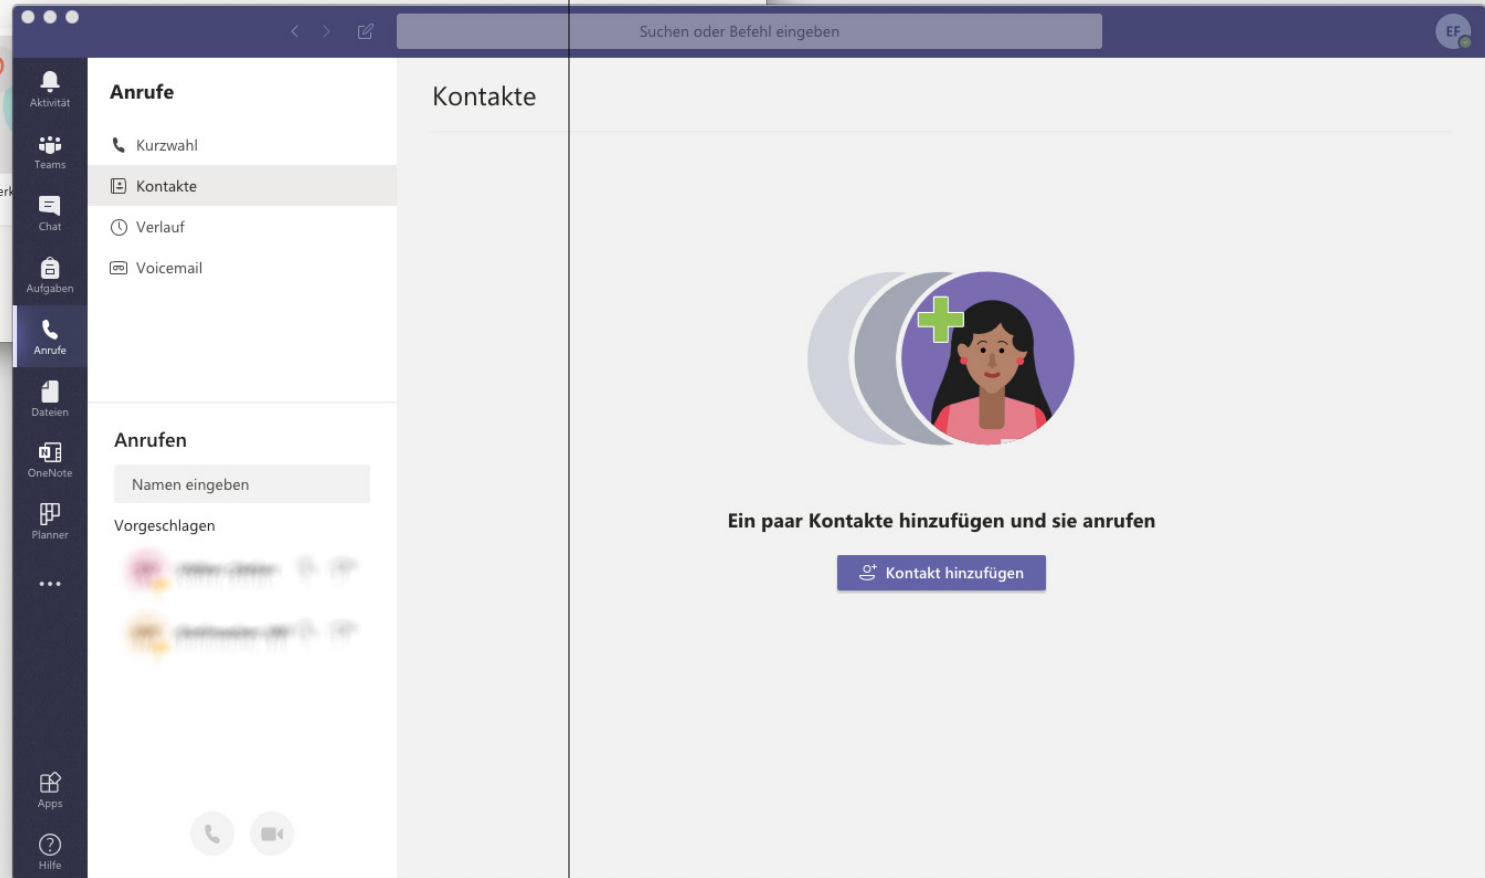 Suchen oder Befehl eingeben
EF
Aktivität
Teams
Chat
Aufgaben
Anrufe
Dateien
OneNote
Planner
Apps
Hilfe
Anrufe
Kurzwahl
Kontakte
Verlauf
Voicemail
Anrufen
Namen eingeben
Vorgeschlagen
Kontakte
Ein paar Kontakte hinzufügen und sie anrufen
Kontakt hinzufügen